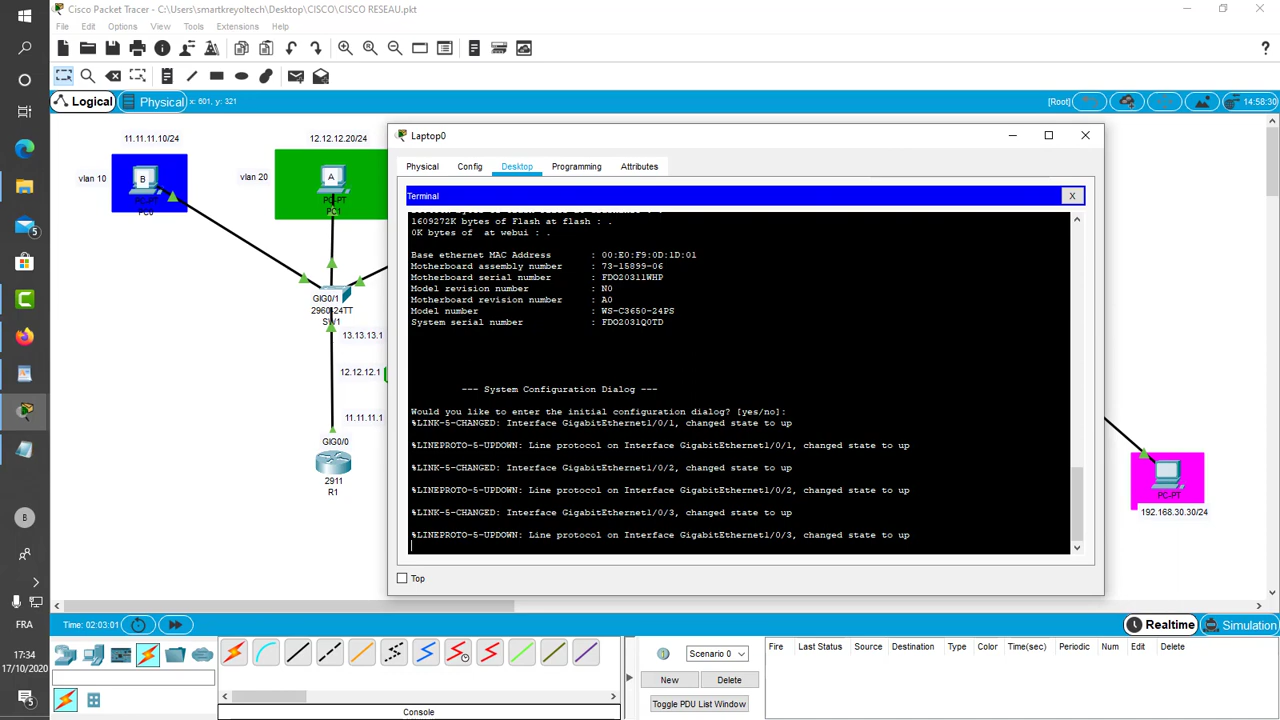 Cisco Packet Tracer - C:\Users\smartkreyoltech\Desktop\CISCO\CISCO RESEAU.pkt
File Edit Options View Tools Extensions Help
Logical Physical x: 601, y: 321 [Root] 14:58:30
11.11.11.10/24
12.12.12.20/24
vlan 10
B
PC-PT
PC0
vlan 20
A
PC-PT
PC1
GIG0/1
2960-24TT
SW1
13.13.13.1
12.12.12.1
11.11.11.1
GIG0/0
2911
R1
Laptop0
Physical Config Desktop Programming Attributes
Terminal
X
1609272K bytes of Flash at flash : .
0K bytes of at webui : .
Base ethernet MAC Address : 00:E0:F9:0D:1D:01
Motherboard assembly number : 73-15899-06
Motherboard serial number : FDO20311WHP
Model revision number : N0
Motherboard revision number : A0
Model number : WS-C3650-24PS
System serial number : FDO2031Q0TD
--- System Configuration Dialog ---
Would you like to enter the initial configuration dialog? [yes/no]:
%LINK-5-CHANGED: Interface GigabitEthernet1/0/1, changed state to up
%LINEPROTO-5-UPDOWN: Line protocol on Interface GigabitEthernet1/0/1, changed state to up
%LINK-5-CHANGED: Interface GigabitEthernet1/0/2, changed state to up
%LINEPROTO-5-UPDOWN: Line protocol on Interface GigabitEthernet1/0/2, changed state to up
%LINK-5-CHANGED: Interface GigabitEthernet1/0/3, changed state to up
%LINEPROTO-5-UPDOWN: Line protocol on Interface GigabitEthernet1/0/3, changed state to up
Top
PC-PT
192.168.30.30/24
Time: 02:03:01
Realtime Simulation
Scenario 0
New Delete
Toggle PDU List Window
Fire Last Status Source Destination Type Color Time(sec) Periodic Num Edit Delete
Console
5
B
FRA
17:34
17/10/2020
5